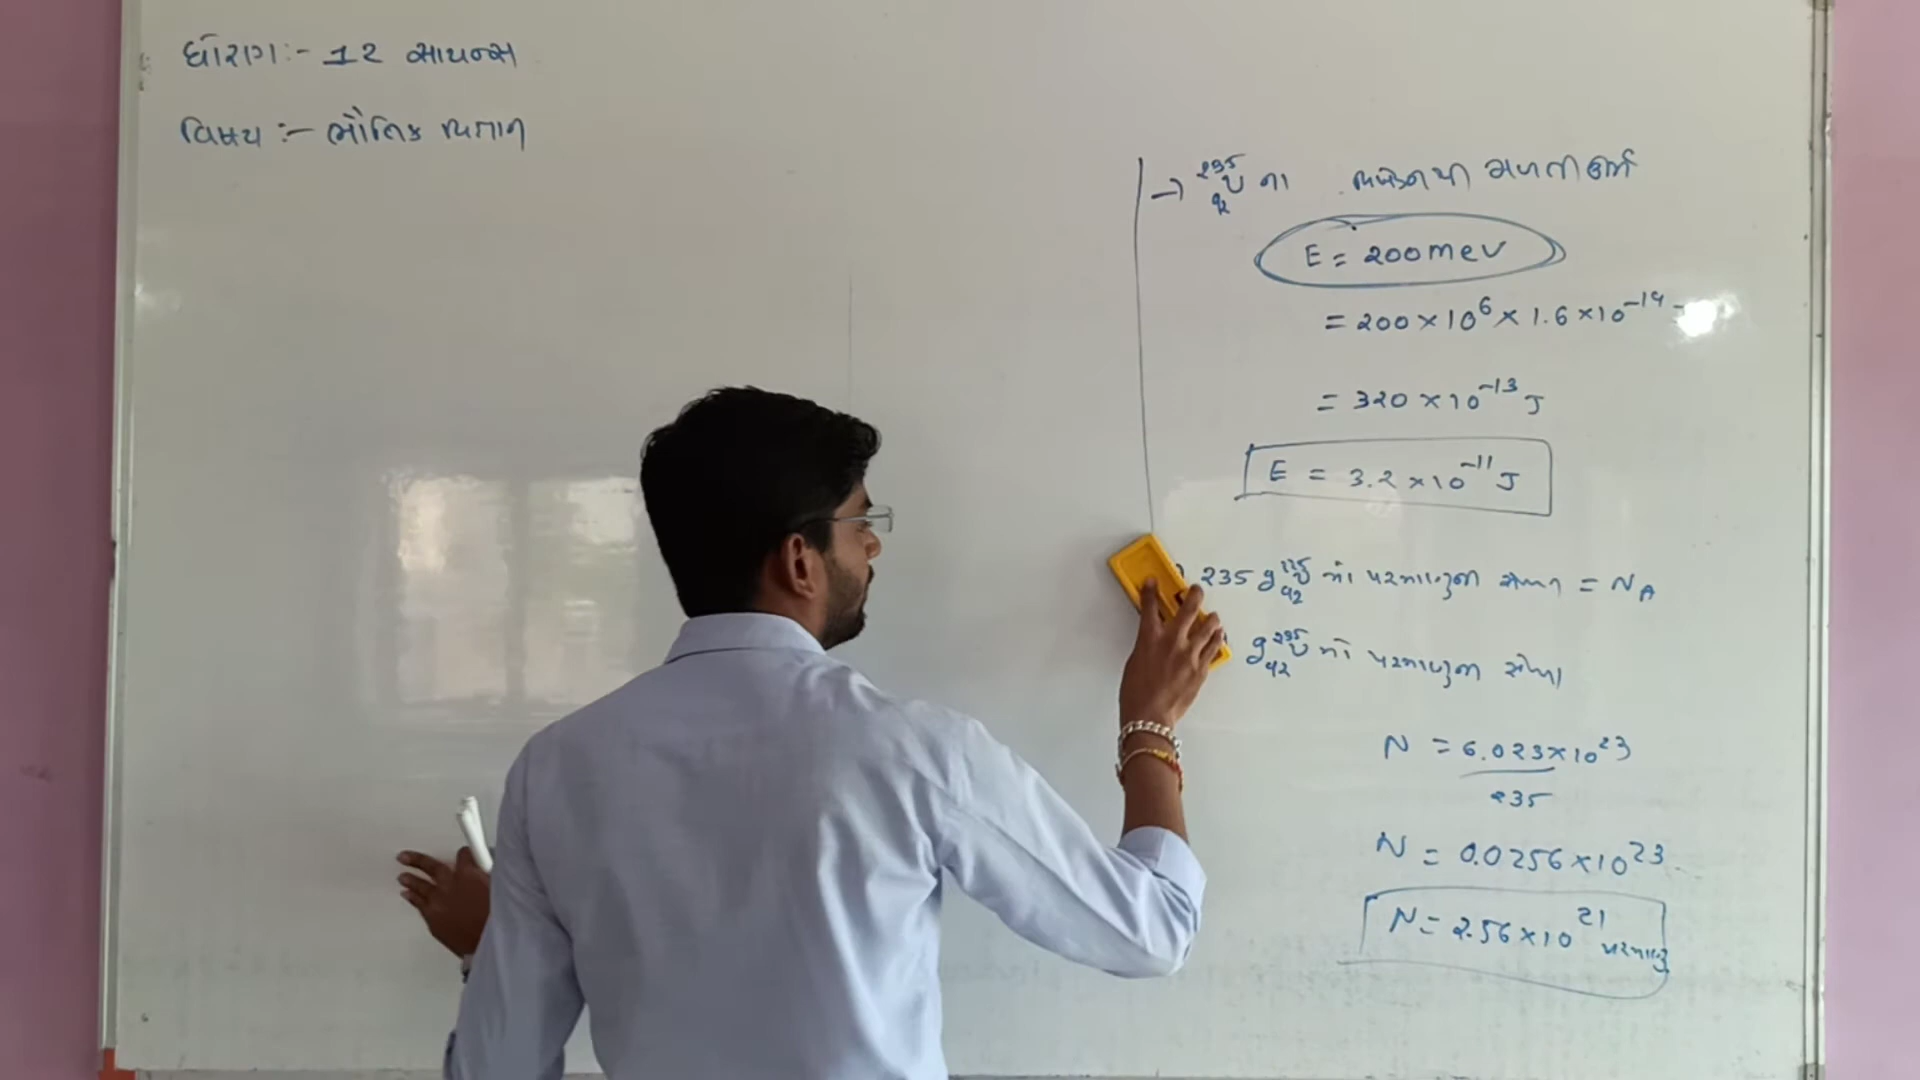 ધોરણ :- 12 સાયન્સ
વિષય :- ભૌતિક વિજ્ઞાન
→ ²³⁵₉₂U ના મળતી ઊર્જા
E = 200 meV
= 200 × 10⁶ × 1.6 × 10⁻¹⁹
= 320 × 10⁻¹³ J
E = 3.2 × 10⁻¹¹ J
235 g ²³⁵₉₂U માં પરમાણુની સંખ્યા = N_A
g ²³⁵₉₂U માં પરમાણુની સંખ્યા
N = 6.023 × 10²³
235
N = 0.0256 × 10²³
N = 2.56 × 10²¹ પરમાણુ